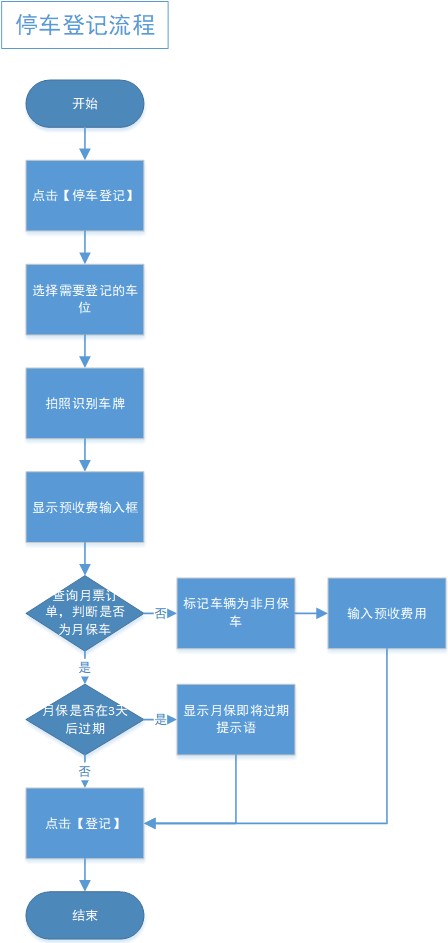 停车登记流程
开始
点击【停车登记】
选择需要登记的车
位
拍照识别车牌
显示预收费输入框
查询月票订
单，判断是否
为月保车
否
标记车辆为非月保
车
输入预收费用
是
月保是否在3天
后过期
是
显示月保即将过期
提示语
否
点击【登记】
结束